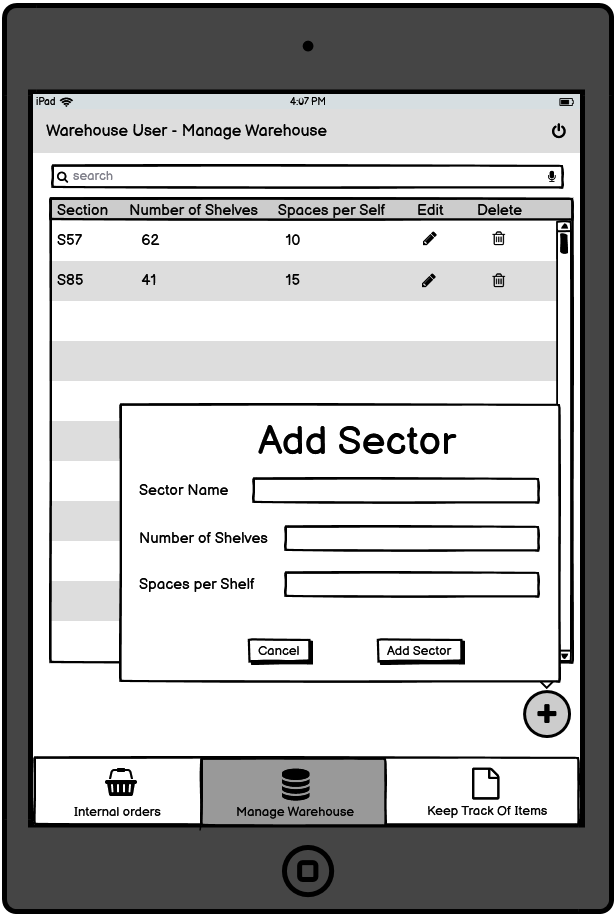 iPad 4:07 PM
Warehouse User - Manage Warehouse
search
Section Number of Shelves Spaces per Self Edit Delete
S57 62 10
S85 41 15
Add Sector
Sector Name
Number of Shelves
Spaces per Shelf
Cancel Add Sector
Internal orders Manage Warehouse Keep Track Of Items